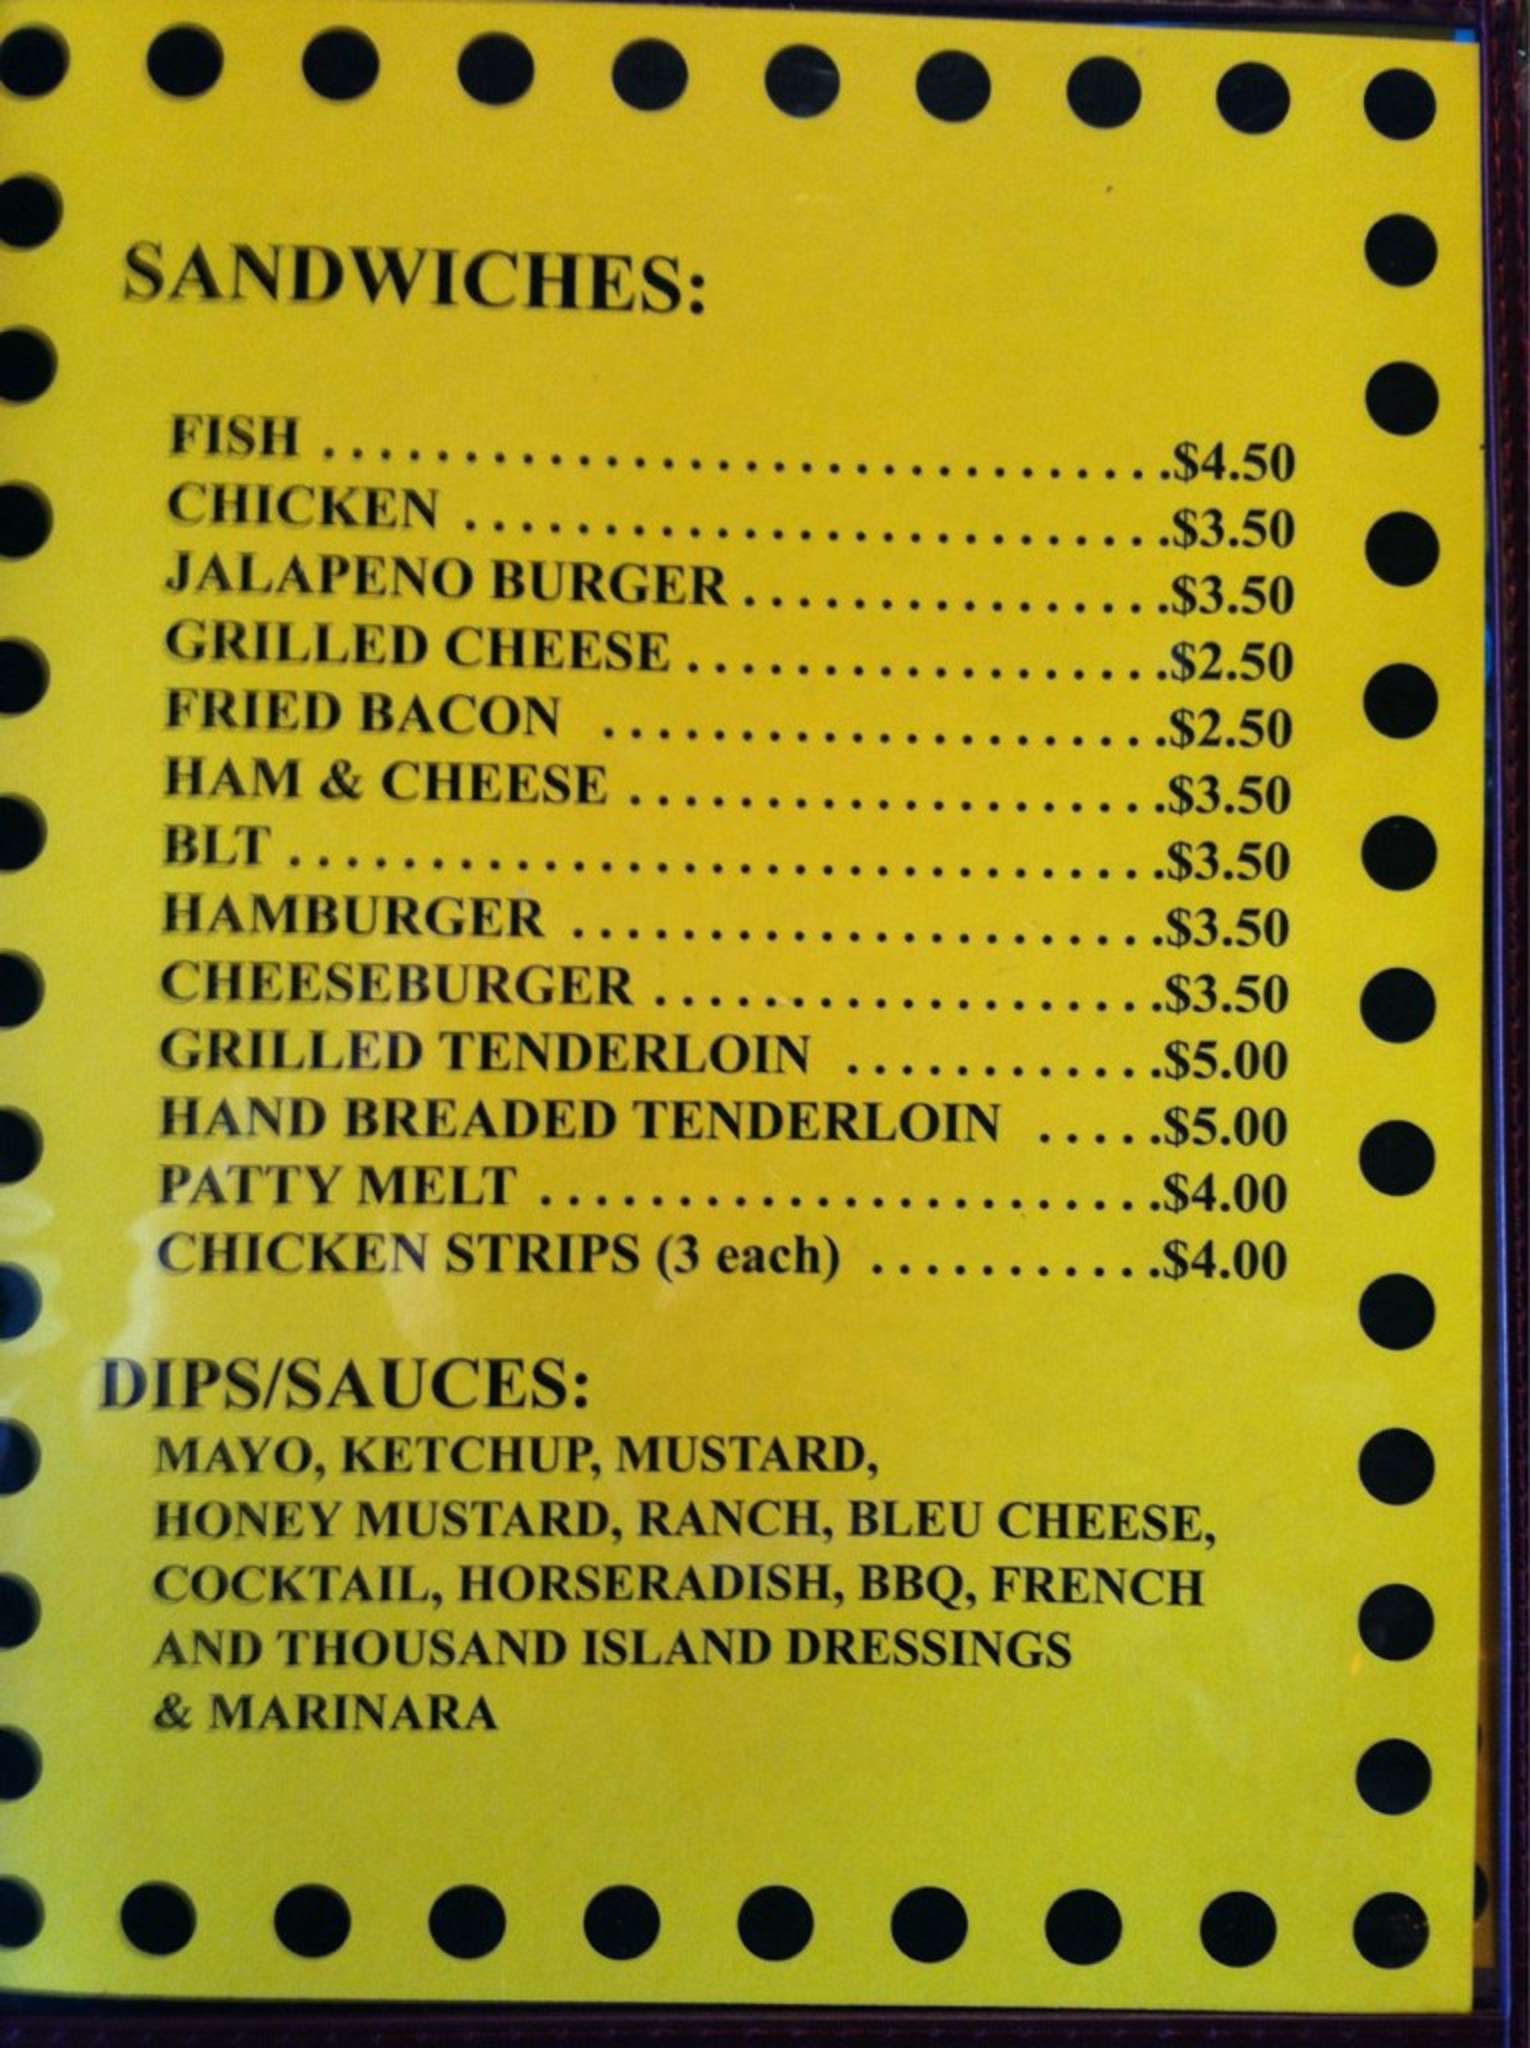 SANDWICHES:
FISH ...............................$4.50
CHICKEN ..........................$3.50
JALAPENO BURGER ................$3.50
GRILLED CHEESE ..................$2.50
FRIED BACON .....................$2.50
HAM & CHEESE ....................$3.50
BLT ................................$3.50
HAMBURGER ......................$3.50
CHEESEBURGER ...................$3.50
GRILLED TENDERLOIN ............$5.00
HAND BREADED TENDERLOIN .....$5.00
PATTY MELT .......................$4.00
CHICKEN STRIPS (3 each) ...........$4.00
DIPS/SAUCES:
MAYO, KETCHUP, MUSTARD,
HONEY MUSTARD, RANCH, BLEU CHEESE,
COCKTAIL, HORSERADISH, BBQ, FRENCH
AND THOUSAND ISLAND DRESSINGS
& MARINARA